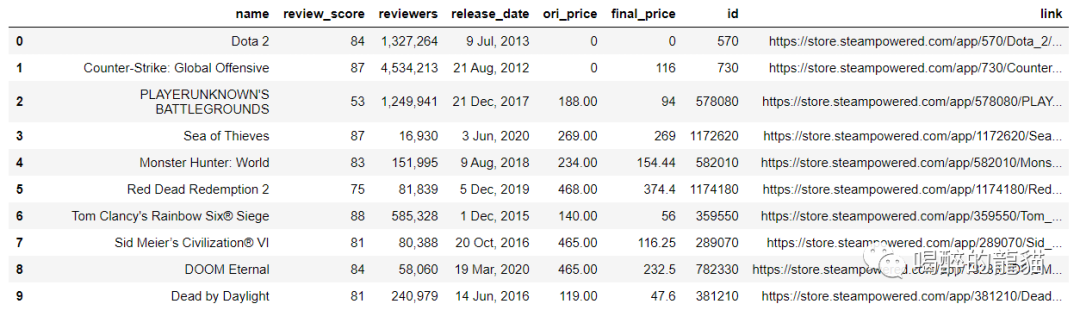 name review_score reviewers release_date ori_price final_price id link
0 Dota 2 84 1,327,264 9 Jul, 2013 0 0 570 https://store.steampowered.com/app/570/Dota_2/...
1 Counter-Strike: Global Offensive 87 4,534,213 21 Aug, 2012 0 116 730 https://store.steampowered.com/app/730/Counter...
2 PLAYERUNKNOWN'S BATTLEGROUNDS 53 1,249,941 21 Dec, 2017 188.00 94 578080 https://store.steampowered.com/app/578080/PLAY...
3 Sea of Thieves 87 16,930 3 Jun, 2020 269.00 269 1172620 https://store.steampowered.com/app/1172620/Sea...
4 Monster Hunter: World 83 151,995 9 Aug, 2018 234.00 154.44 582010 https://store.steampowered.com/app/582010/Mons...
5 Red Dead Redemption 2 75 81,839 5 Dec, 2019 468.00 374.4 1174180 https://store.steampowered.com/app/1174180/Red...
6 Tom Clancy's Rainbow Six® Siege 88 585,328 1 Dec, 2015 140.00 56 359550 https://store.steampowered.com/app/359550/Tom_...
7 Sid Meier’s Civilization® VI 81 80,388 20 Oct, 2016 465.00 116.25 289070 https://store.steampowered.com/app/289070/Sid_...
8 DOOM Eternal 84 58,060 19 Mar, 2020 465.00 232.5 782330
喝醉的龍貓
9 Dead by Daylight 81 240,979 14 Jun, 2016 119.00 47.6 381210 https://store.steampowered.com/app/381210/Dead...